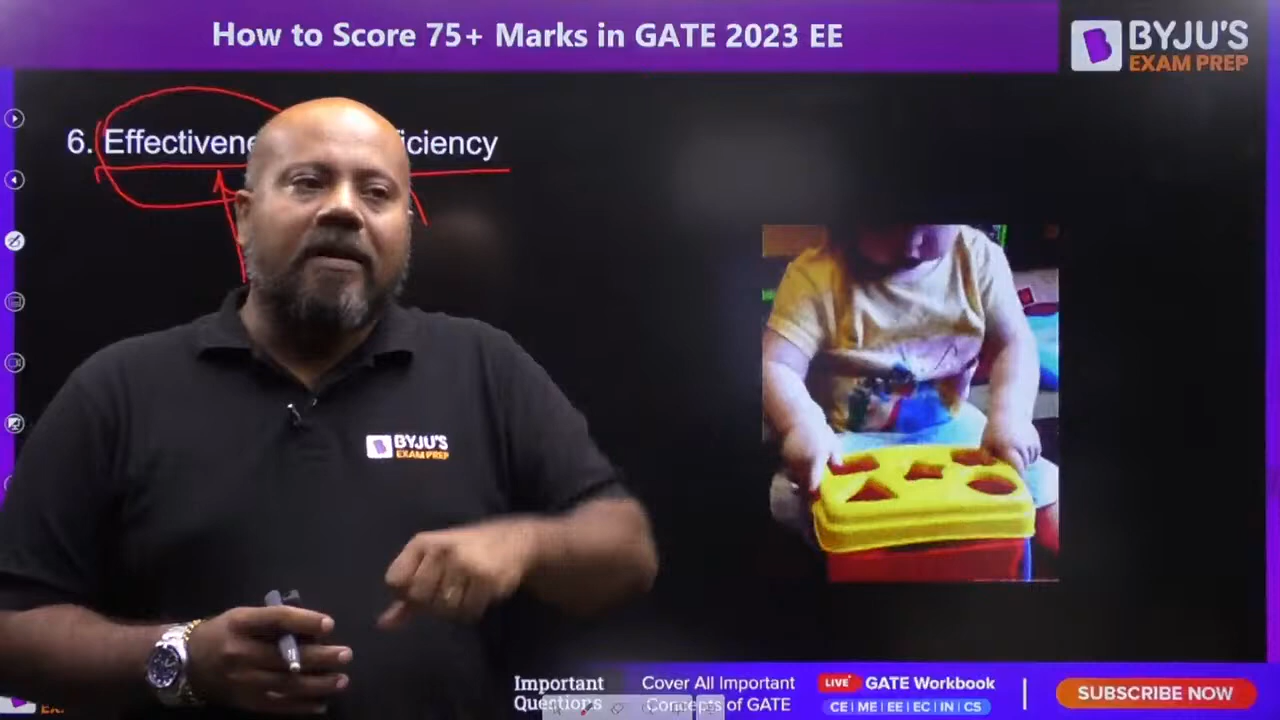 How to Score 75+ Marks in GATE 2023 EE
BYJU'S
EXAM PREP
6. Effectivene iciency
BYJU'S
EXAM PREP
Important
Questions
Cover All Important
Concepts of GATE
LIVE GATE Workbook
CE | ME | EE | EC | IN | CS
SUBSCRIBE NOW